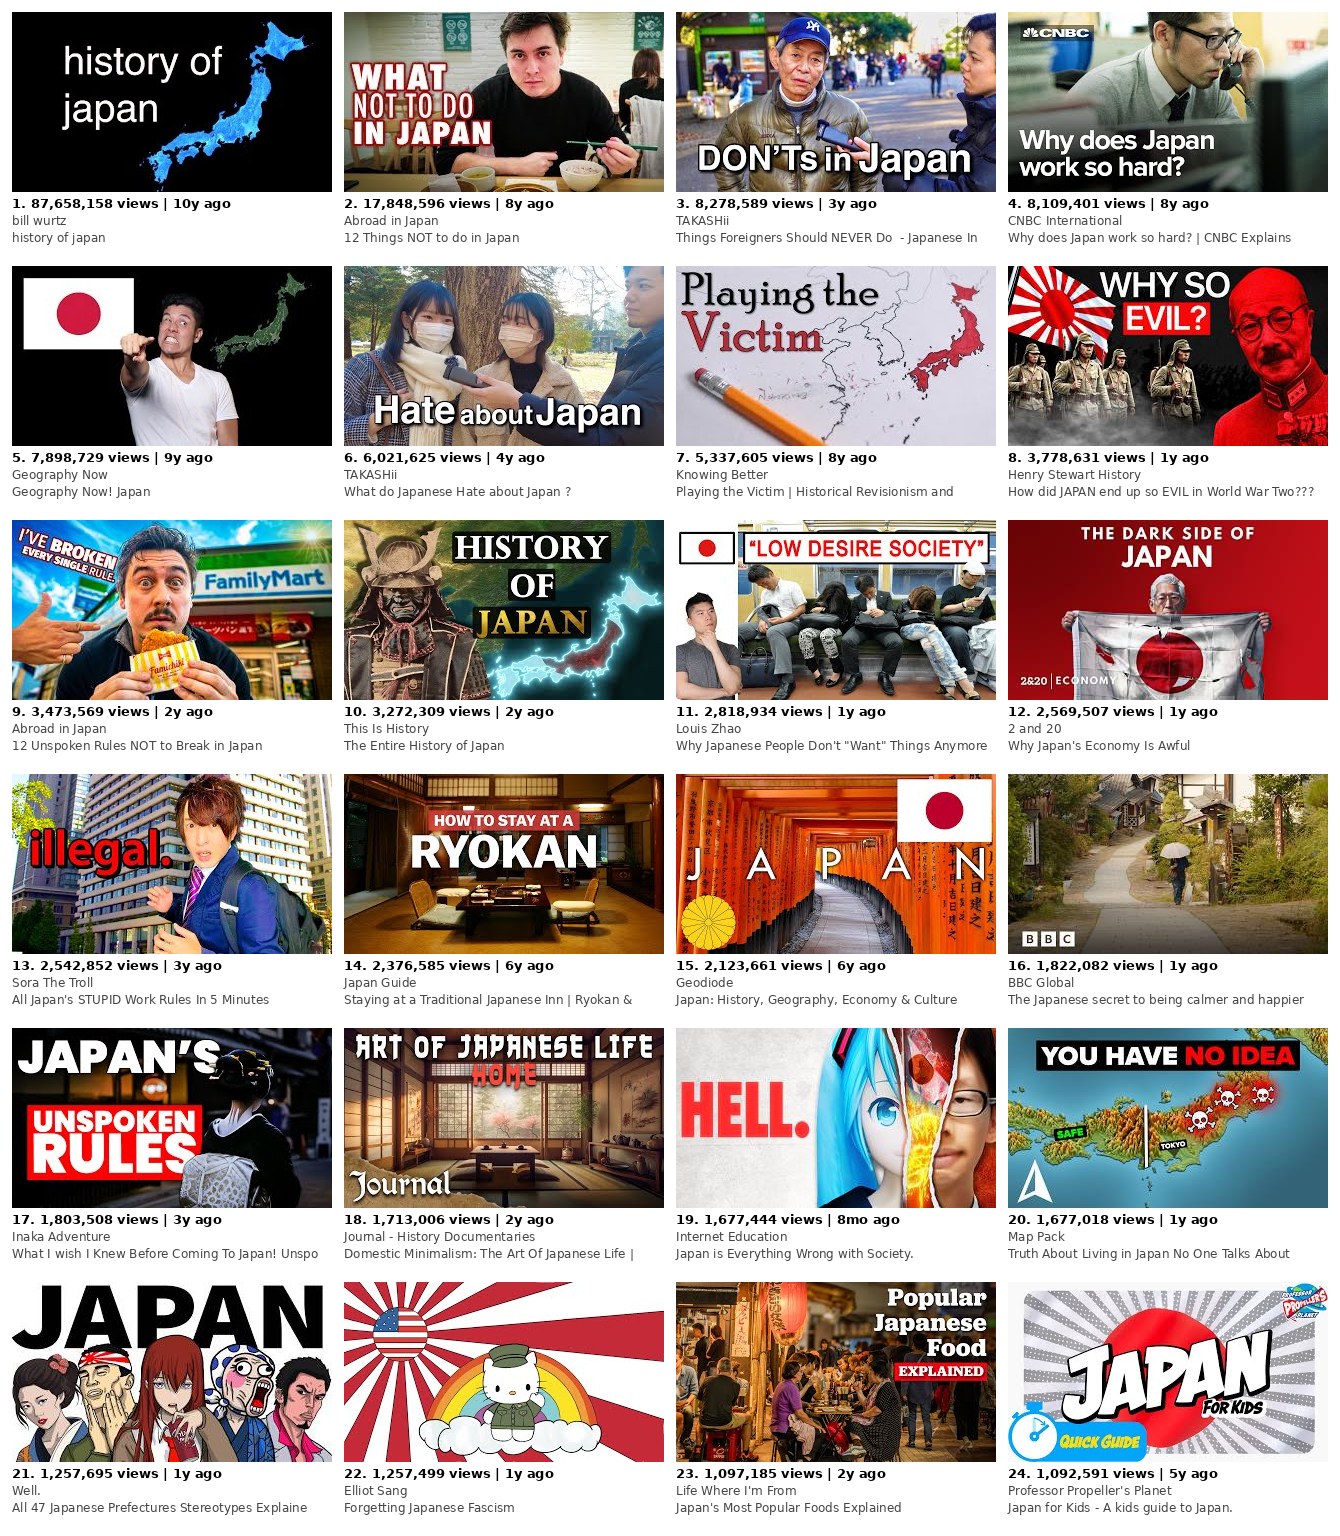 history of
japan
1. 87,658,158 views | 10y ago
bill wurtz
history of japan
WHAT
NOT TO DO
IN JAPAN
2. 17,848,596 views | 8y ago
Abroad in Japan
12 Things NOT to do in Japan
DON'Ts in Japan
3. 8,278,589 views | 3y ago
TAKASHii
Things Foreigners Should NEVER Do - Japanese In
CNBC
Why does Japan
work so hard?
4. 8,109,401 views | 8y ago
CNBC International
Why does Japan work so hard? | CNBC Explains
5. 7,898,729 views | 9y ago
Geography Now
Geography Now! Japan
Hate about Japan
6. 6,021,625 views | 4y ago
TAKASHii
What do Japanese Hate about Japan ?
Playing the
Victim
7. 5,337,605 views | 8y ago
Knowing Better
Playing the Victim | Historical Revisionism and
WHY SO
EVIL?
8. 3,778,631 views | 1y ago
Henry Stewart History
How did JAPAN end up so EVIL in World War Two???
I'VE BROKEN
EVERY SINGLE RULE.
FamilyMart
Famichiki
9. 3,473,569 views | 2y ago
Abroad in Japan
12 Unspoken Rules NOT to Break in Japan
HISTORY
OF
JAPAN
10. 3,272,309 views | 2y ago
This Is History
The Entire History of Japan
"LOW DESIRE SOCIETY"
11. 2,818,934 views | 1y ago
Louis Zhao
Why Japanese People Don't "Want" Things Anymore
THE DARK SIDE OF
JAPAN
2&20 | ECONOMY
12. 2,569,507 views | 1y ago
2 and 20
Why Japan's Economy Is Awful
illegal.
13. 2,542,852 views | 3y ago
Sora The Troll
All Japan's STUPID Work Rules In 5 Minutes
HOW TO STAY AT A
RYOKAN
14. 2,376,585 views | 6y ago
Japan Guide
Staying at a Traditional Japanese Inn | Ryokan &
JAPAN
15. 2,123,661 views | 6y ago
Geodiode
Japan: History, Geography, Economy & Culture
BBC
16. 1,822,082 views | 1y ago
BBC Global
The Japanese secret to being calmer and happier
JAPAN'S
UNSPOKEN
RULES
17. 1,803,508 views | 3y ago
Inaka Adventure
What I wish I Knew Before Coming To Japan! Unspo
ART OF JAPANESE LIFE
HOME
Journal
18. 1,713,006 views | 2y ago
Journal - History Documentaries
Domestic Minimalism: The Art Of Japanese Life |
HELL.
19. 1,677,444 views | 8mo ago
Internet Education
Japan is Everything Wrong with Society.
YOU HAVE NO IDEA
SAFE
TOKYO
20. 1,677,018 views | 1y ago
Map Pack
Truth About Living in Japan No One Talks About
JAPAN
21. 1,257,695 views | 1y ago
Well.
All 47 Japanese Prefectures Stereotypes Explaine
22. 1,257,499 views | 1y ago
Elliot Sang
Forgetting Japanese Fascism
Popular
Japanese
Food
EXPLAINED
23. 1,097,185 views | 2y ago
Life Where I'm From
Japan's Most Popular Foods Explained
PROFESSOR
PROPELLER'S
PLANET
JAPAN
FOR KIDS
QUICK GUIDE
24. 1,092,591 views | 5y ago
Professor Propeller's Planet
Japan for Kids - A kids guide to Japan.